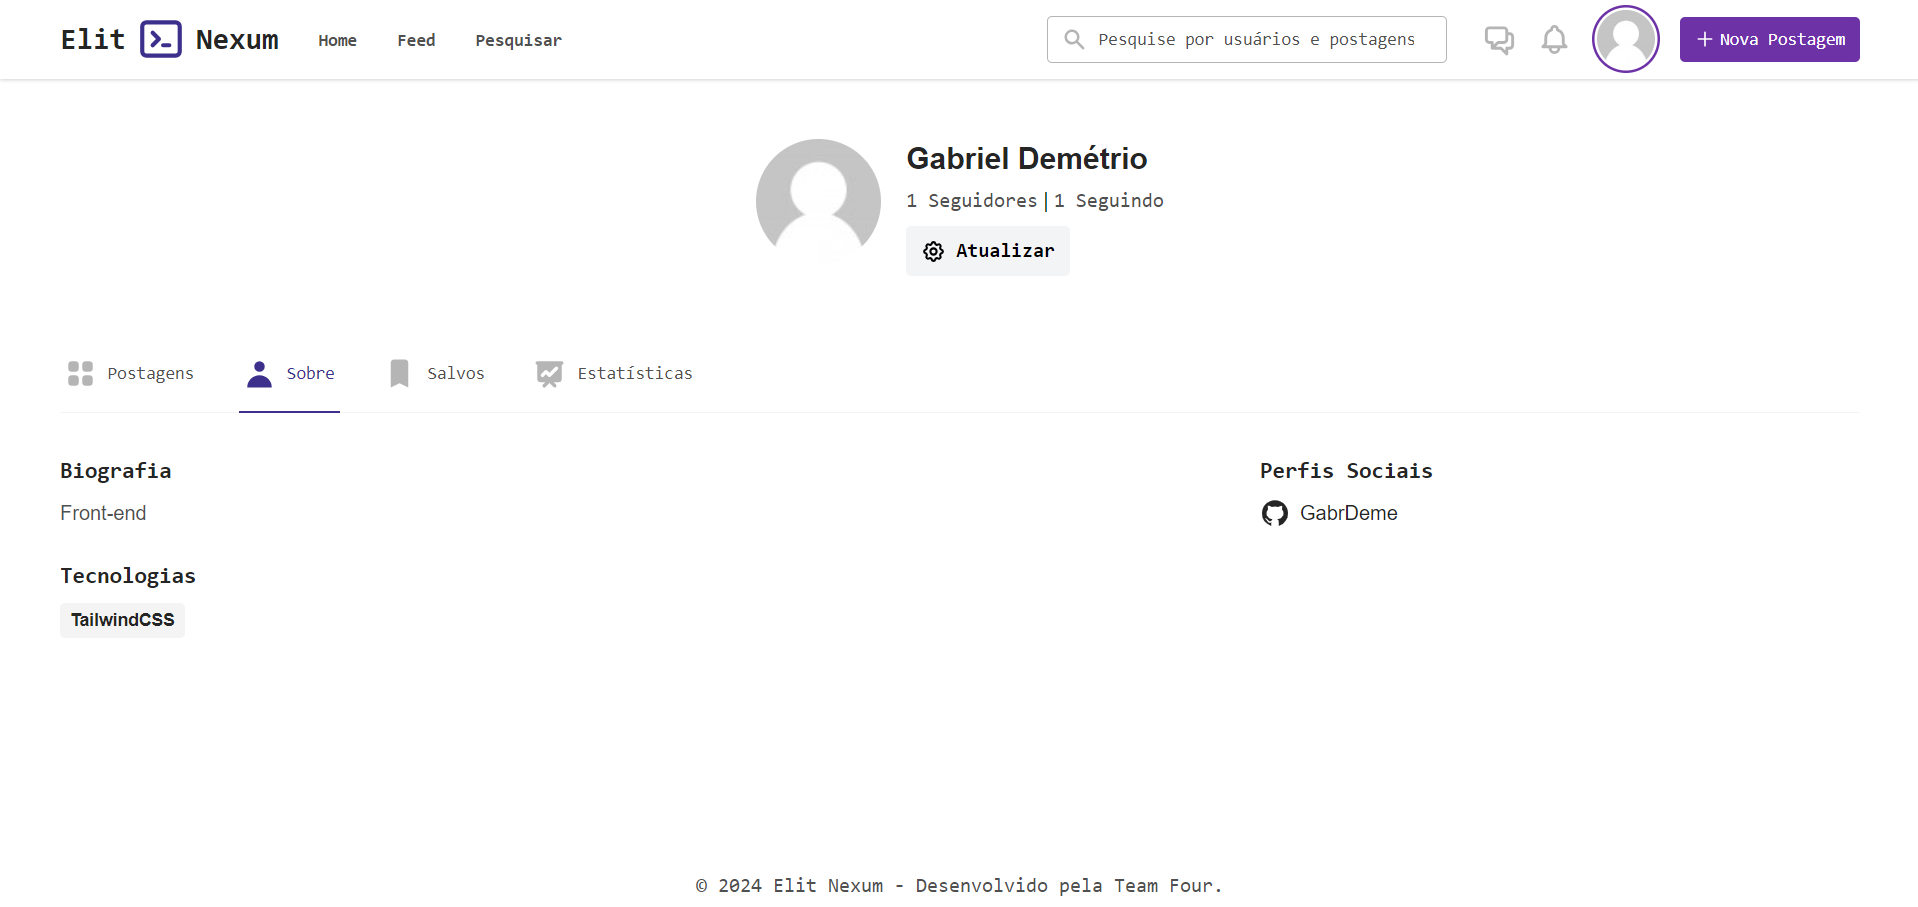 Elit Nexum Home Feed Pesquisar Pesquise por usuários e postagens Nova Postagem
Gabriel Demétrio
1 Seguidores | 1 Seguindo
Atualizar
Postagens Sobre Salvos Estatísticas
Biografia
Front-end
Tecnologias
TailwindCSS
Perfis Sociais
GabrDeme
© 2024 Elit Nexum - Desenvolvido pela Team Four.